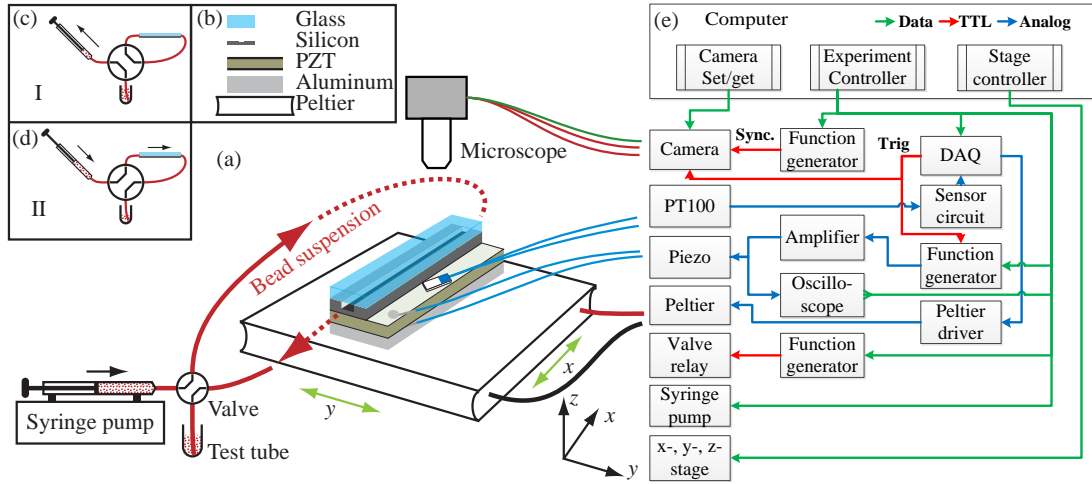 (c)
I
(d)
II
(b)
Glass
Silicon
PZT
Aluminum
Peltier
(a)
Microscope
Bead suspension
Syringe pump
Valve
Test tube
y
x
z
x
y
(e)
Computer
Data
TTL
Analog
Camera
Set/get
Experiment
Controller
Stage
controller
Camera
Sync.
Function
generator
Trig
DAQ
PT100
Sensor
circuit
Piezo
Amplifier
Function
generator
Oscillo-
scope
Peltier
Peltier
driver
Valve
relay
Function
generator
Syringe
pump
x-, y-, z-
stage